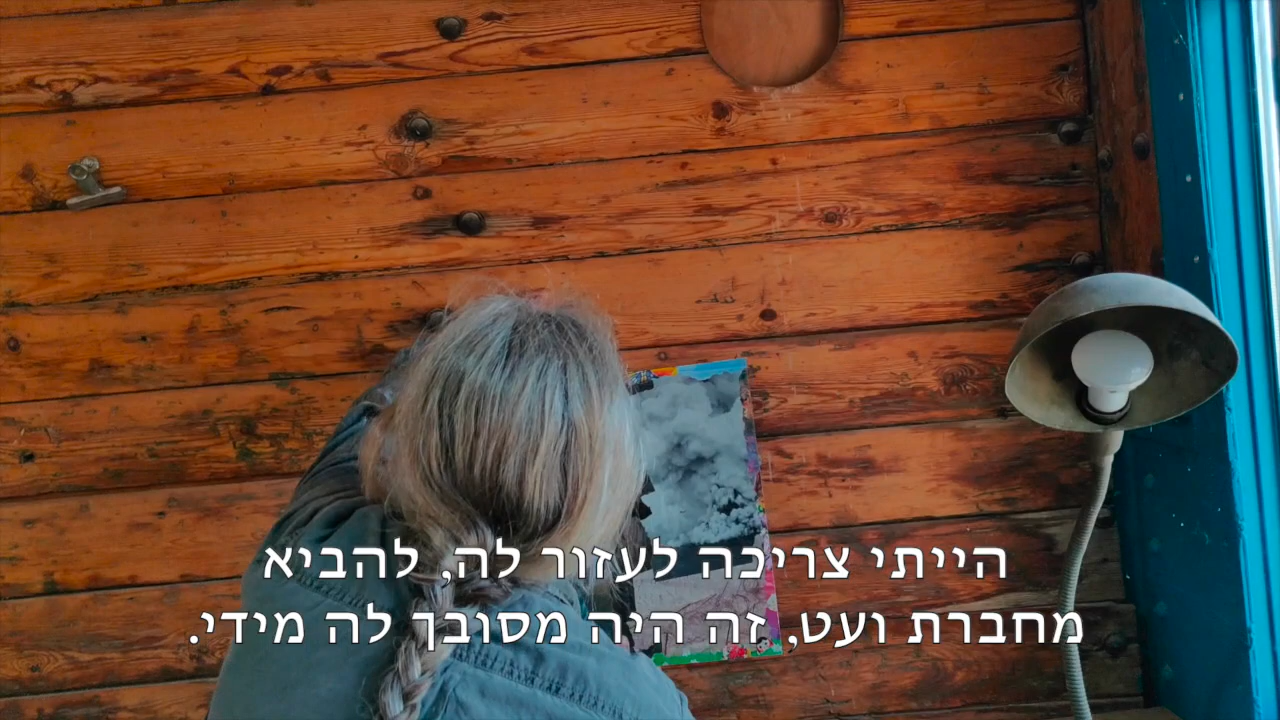 הייתי צריכה לעזור לה, להביא
מחברת ועט, זה היה מסובך לה מידי.